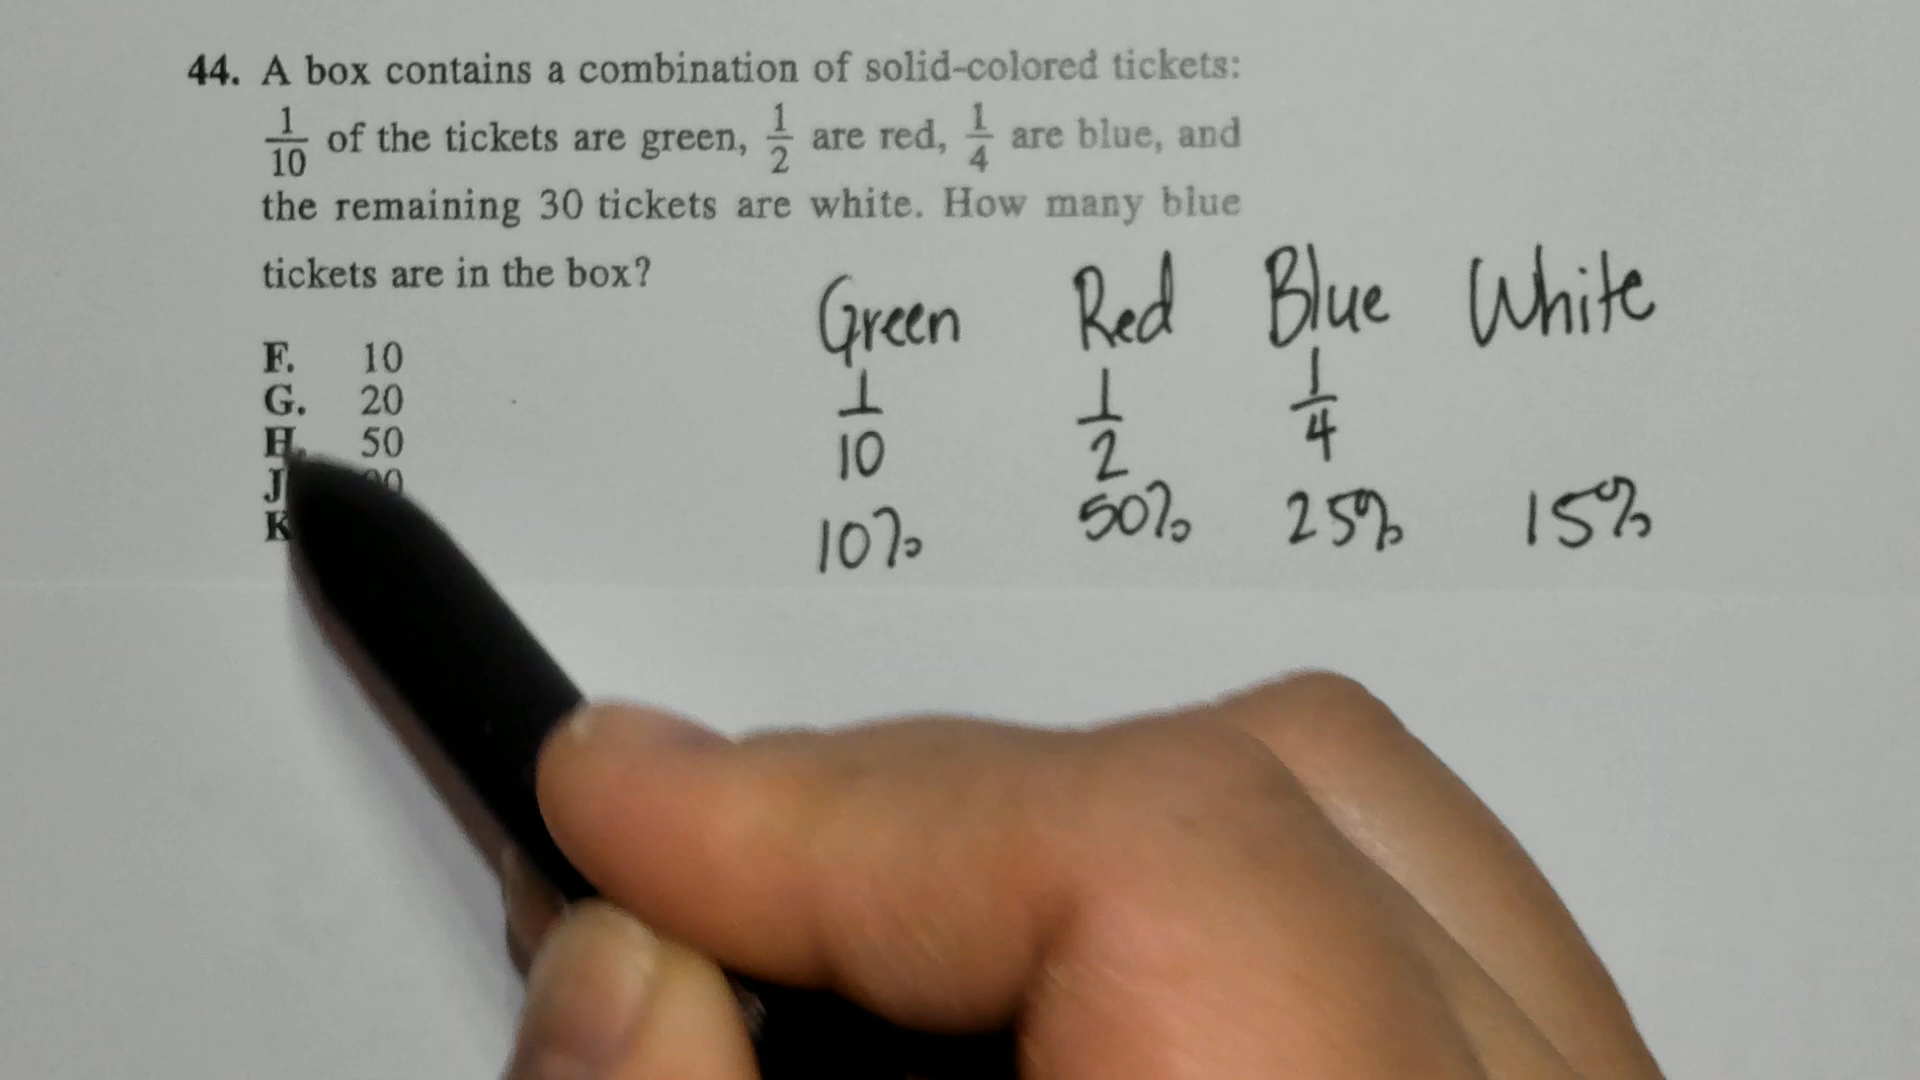 44. A box contains a combination of solid-colored tickets:
1/10 of the tickets are green, 1/2 are red, 1/4 are blue, and
the remaining 30 tickets are white. How many blue
tickets are in the box?
F. 10
G. 20
H. 50
J
K
Green Red Blue White
1/10 1/2 1/4
10% 50% 25% 15%